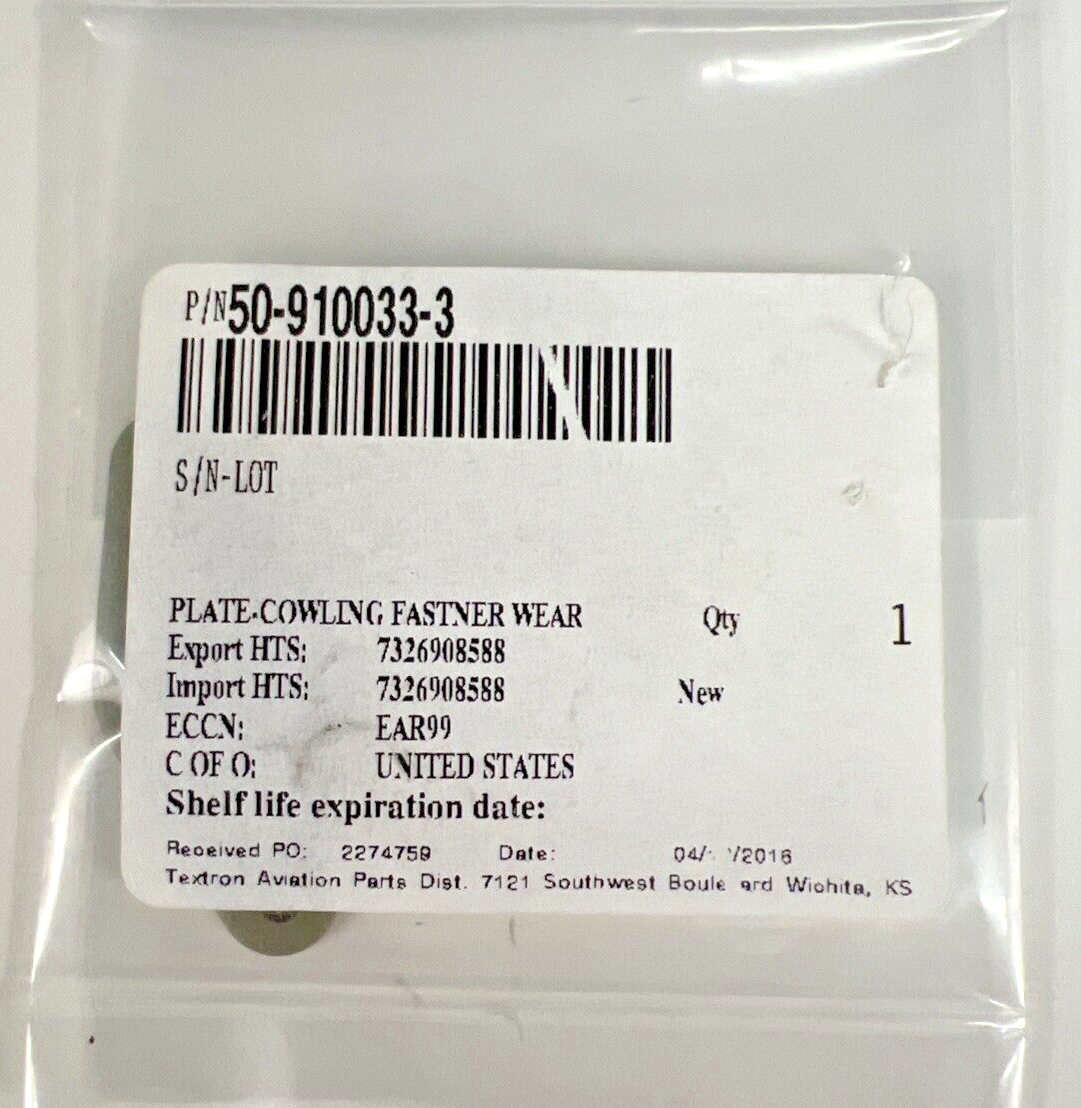 P/N50-910033-3
S/N-LOT
PLATE-COWLING FASTNER WEAR Qty 1
Export HTS: 7326908588
Import HTS: 7326908588 New
ECCN: EAR99
C OF O: UNITED STATES
Shelf life expiration date:
Received PO: 2274759 Date:
Textron Aviation Parts Dist. 7121 Southwest Wichita, KS